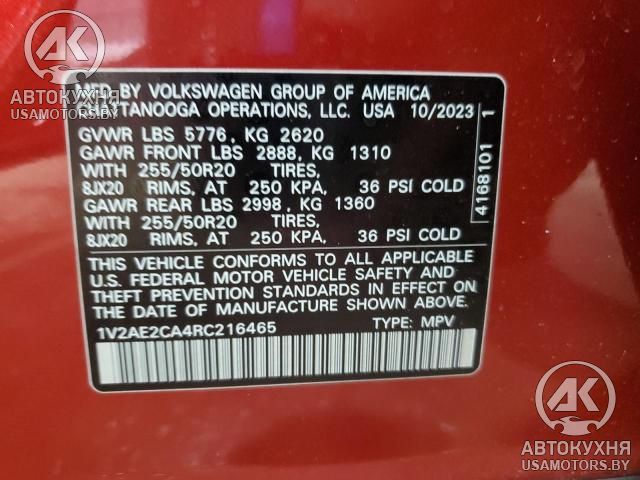 AK
АВТОКУХНЯ
USAMOTORS.BY
MFD BY VOLKSWAGEN GROUP OF AMERICA
CHATTANOOGA OPERATIONS, LLC. USA 10/2023
GVWR LBS 5776, KG 2620
GAWR FRONT LBS 2888, KG 1310
WITH 255/50R20 TIRES,
8JX20 RIMS, AT 250 KPA, 36 PSI COLD
GAWR REAR LBS 2998, KG 1360
WITH 255/50R20 TIRES,
8JX20 RIMS, AT 250 KPA, 36 PSI COLD
THIS VEHICLE CONFORMS TO ALL APPLICABLE
U.S. FEDERAL MOTOR VEHICLE SAFETY AND
THEFT PREVENTION STANDARDS IN EFFECT ON
THE DATE OF MANUFACTURE SHOWN ABOVE.
1V2AE2CA4RC216465 TYPE: MPV
4168101 1
AK
АВТОКУХНЯ
USAMOTORS.BY